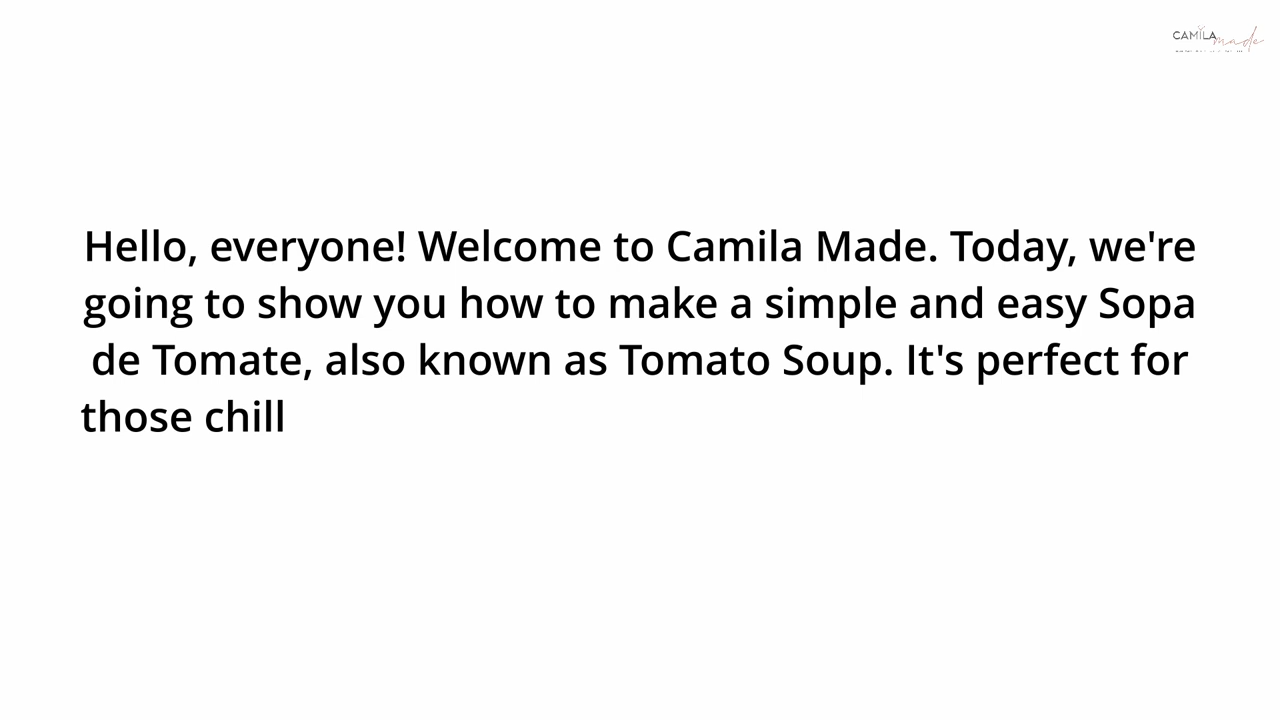 CAMILA made
Hello, everyone! Welcome to Camila Made. Today, we're
going to show you how to make a simple and easy Sopa
de Tomate, also known as Tomato Soup. It's perfect for
those chill